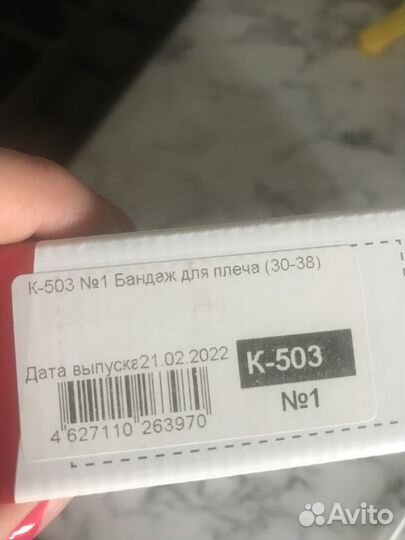 К-503 №1 Бандаж для плеча (30-38)
Дата выпуска21.02.2022
К-503
№1
4 627110 263970
Avito